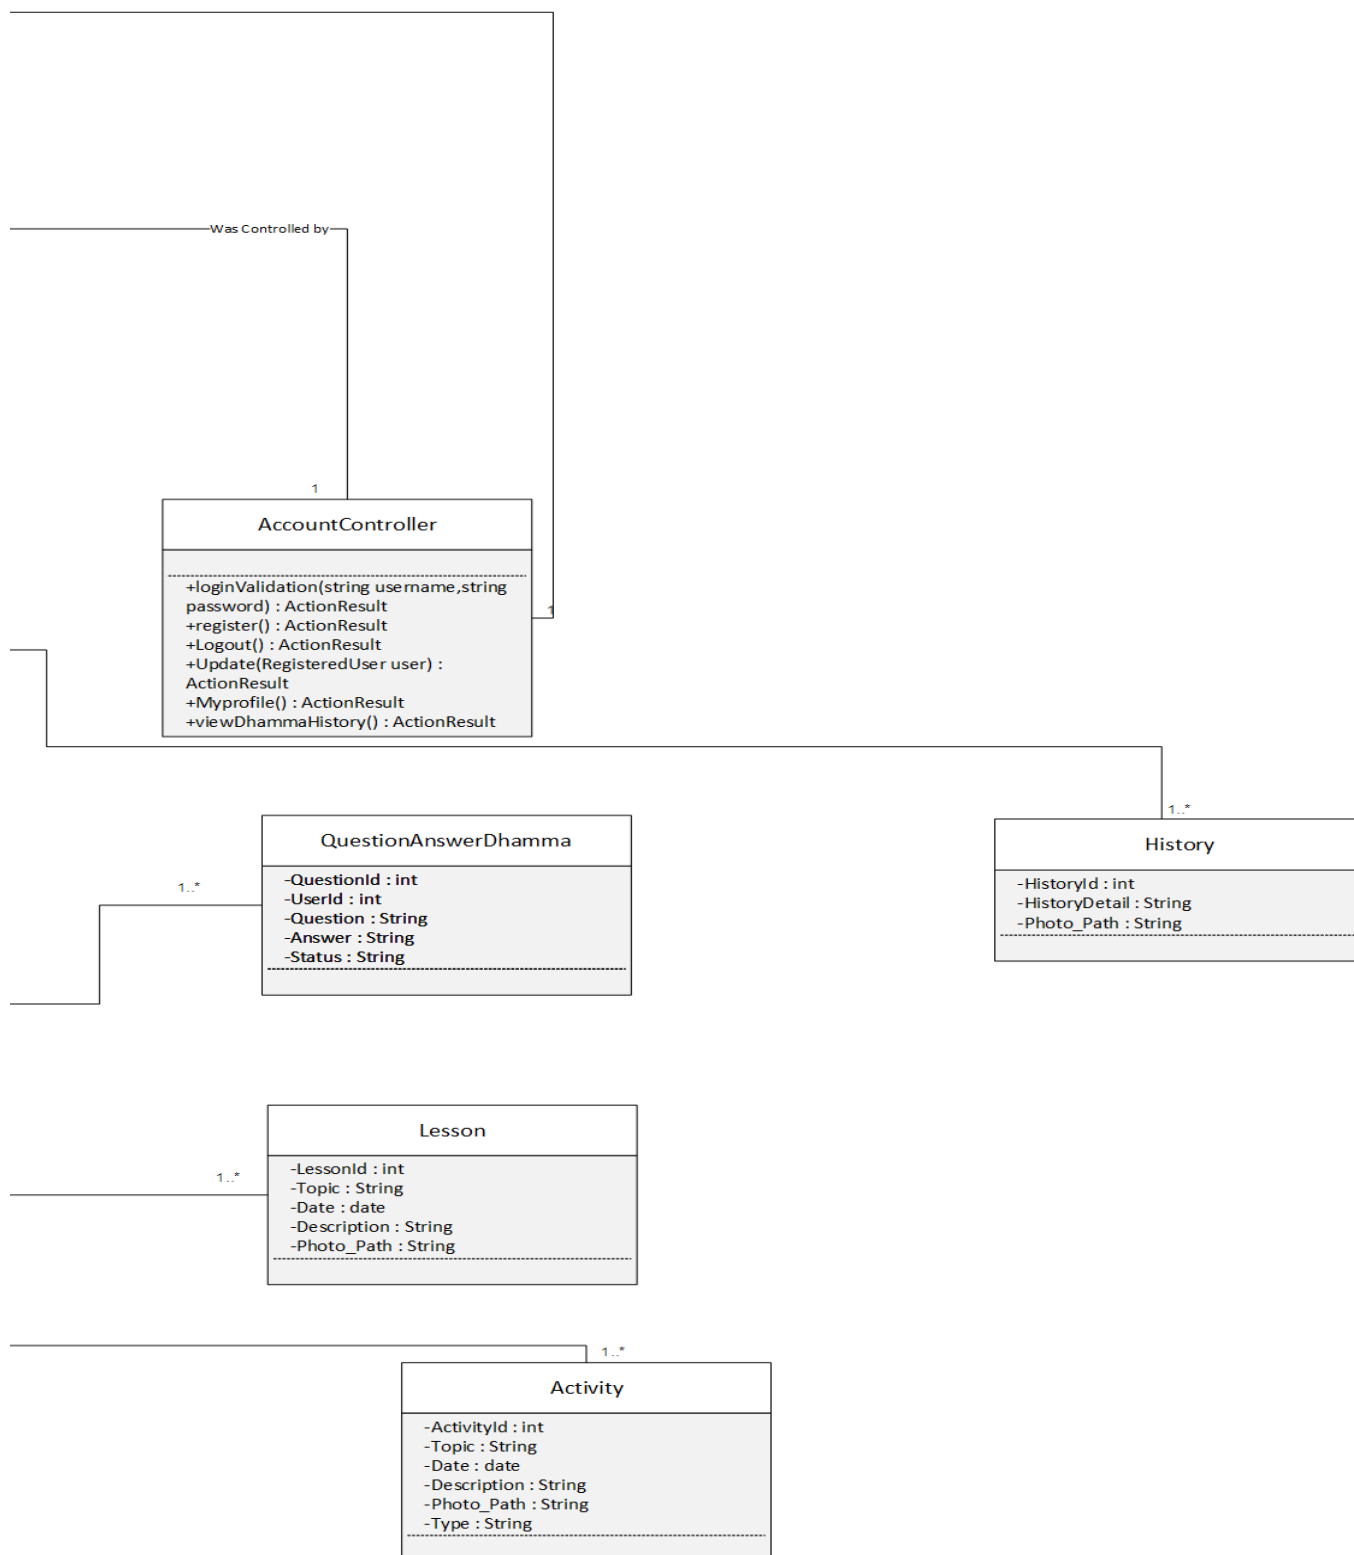 Was Controlled by
1
AccountController
+loginValidation(string username,string
password) : ActionResult
+register() : ActionResult
+Logout() : ActionResult
+Update(RegisteredUser user) :
ActionResult
+Myprofile() : ActionResult
+viewDhammaHistory() : ActionResult
1
1..*
QuestionAnswerDhamma
-QuestionId : int
-UserId : int
-Question : String
-Answer : String
-Status : String
1..*
History
-HistoryId : int
-HistoryDetail : String
-Photo_Path : String
1..*
Lesson
-LessonId : int
-Topic : String
-Date : date
-Description : String
-Photo_Path : String
1..*
Activity
-ActivityId : int
-Topic : String
-Date : date
-Description : String
-Photo_Path : String
-Type : String